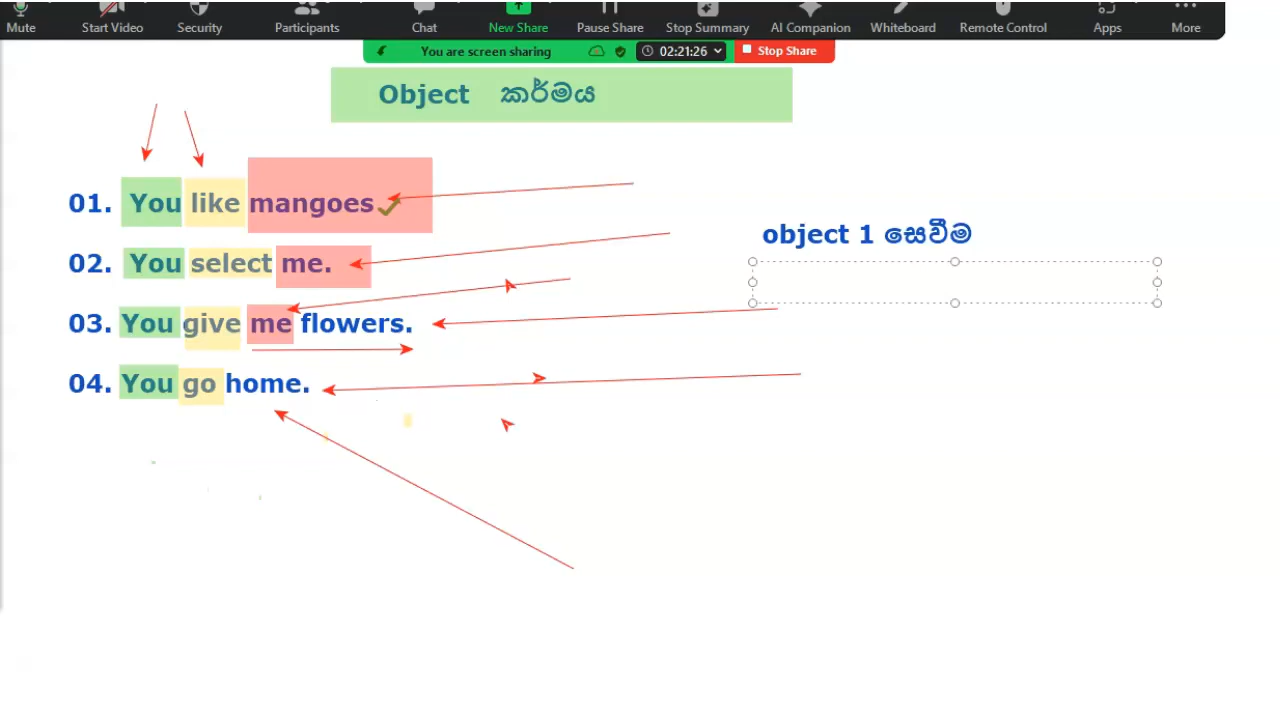 Mute Start Video Security Participants Chat New Share Pause Share Stop Summary AI Companion Whiteboard Remote Control Apps More
You are screen sharing 02:21:26 Stop Share
Object කර්මය
01. You like mangoes
02. You select me.
03. You give me flowers.
04. You go home.
object 1 සෙවීම